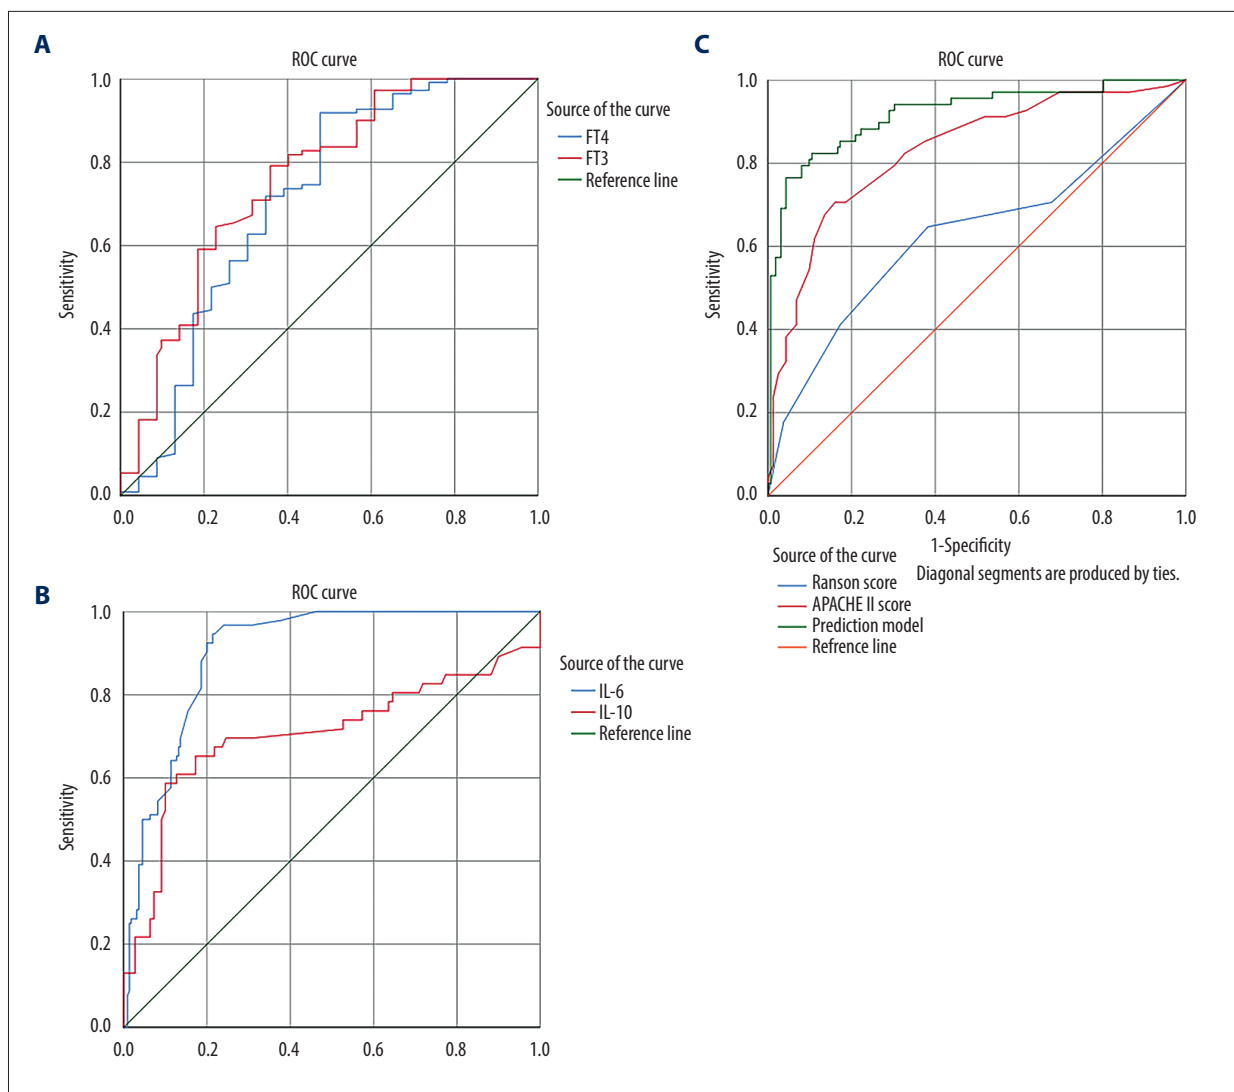 A
ROC curve
1.0
0.8
0.6
0.4
0.2
0.0
Sensitivity
0.0 0.2 0.4 0.6 0.8 1.0
Source of the curve
FT4
FT3
Reference line
B
ROC curve
1.0
0.8
0.6
0.4
0.2
0.0
Sensitivity
0.0 0.2 0.4 0.6 0.8 1.0
Source of the curve
IL-6
IL-10
Reference line
C
ROC curve
1.0
0.8
0.6
0.4
0.2
0.0
Sensitivity
0.0 0.2 0.4 0.6 0.8 1.0
1-Specificity
Diagonal segments are produced by ties.
Source of the curve
Ranson score
APACHE II score
Prediction model
Refrence line